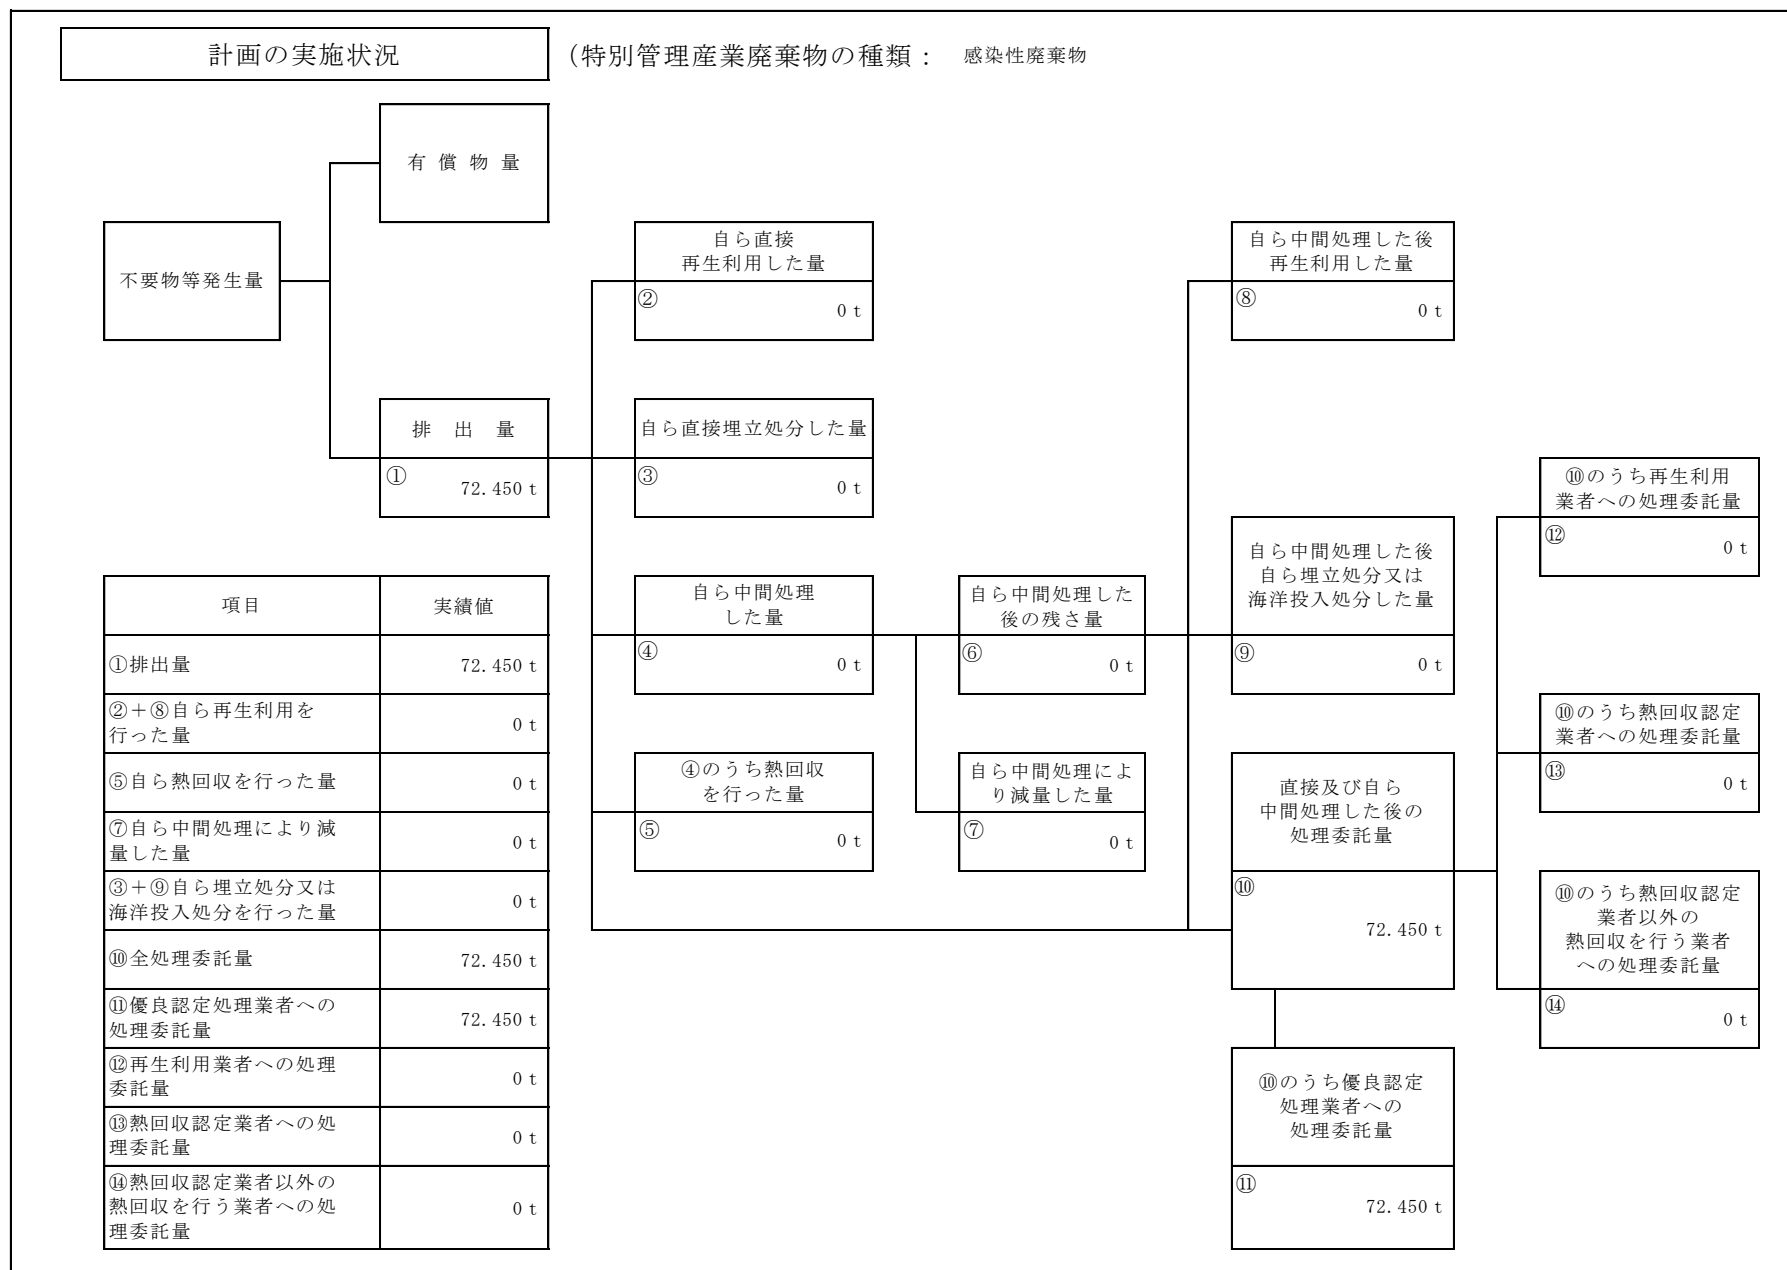 計画の実施状況
（特別管理産業廃棄物の種類： 感染性廃棄物
有償物量
不要物等発生量
排出量
① 72.450 t
自ら直接
再生利用した量
② 0 t
自ら直接埋立処分した量
③ 0 t
自ら中間処理
した量
④ 0 t
④のうち熱回収
を行った量
⑤ 0 t
自ら中間処理した
後の残さ量
⑥ 0 t
自ら中間処理によ
り減量した量
⑦ 0 t
自ら中間処理した後
再生利用した量
⑧ 0 t
自ら中間処理した後
自ら埋立処分又は
海洋投入処分した量
⑨ 0 t
直接及び自ら
中間処理した後の
処理委託量
⑩
72.450 t
⑩のうち優良認定
処理業者への
処理委託量
⑪
72.450 t
⑩のうち再生利用
業者への処理委託量
⑫ 0 t
⑩のうち熱回収認定
業者への処理委託量
⑬ 0 t
⑩のうち熱回収認定
業者以外の
熱回収を行う業者
への処理委託量
⑭ 0 t
項目 実績値
①排出量 72.450 t
②＋⑧自ら再生利用を
行った量 0 t
⑤自ら熱回収を行った量 0 t
⑦自ら中間処理により減
量した量 0 t
③＋⑨自ら埋立処分又は
海洋投入処分を行った量 0 t
⑩全処理委託量 72.450 t
⑪優良認定処理業者への
処理委託量 72.450 t
⑫再生利用業者への処理
委託量 0 t
⑬熱回収認定業者への処
理委託量 0 t
⑭熱回収認定業者以外の
熱回収を行う業者への処
理委託量 0 t